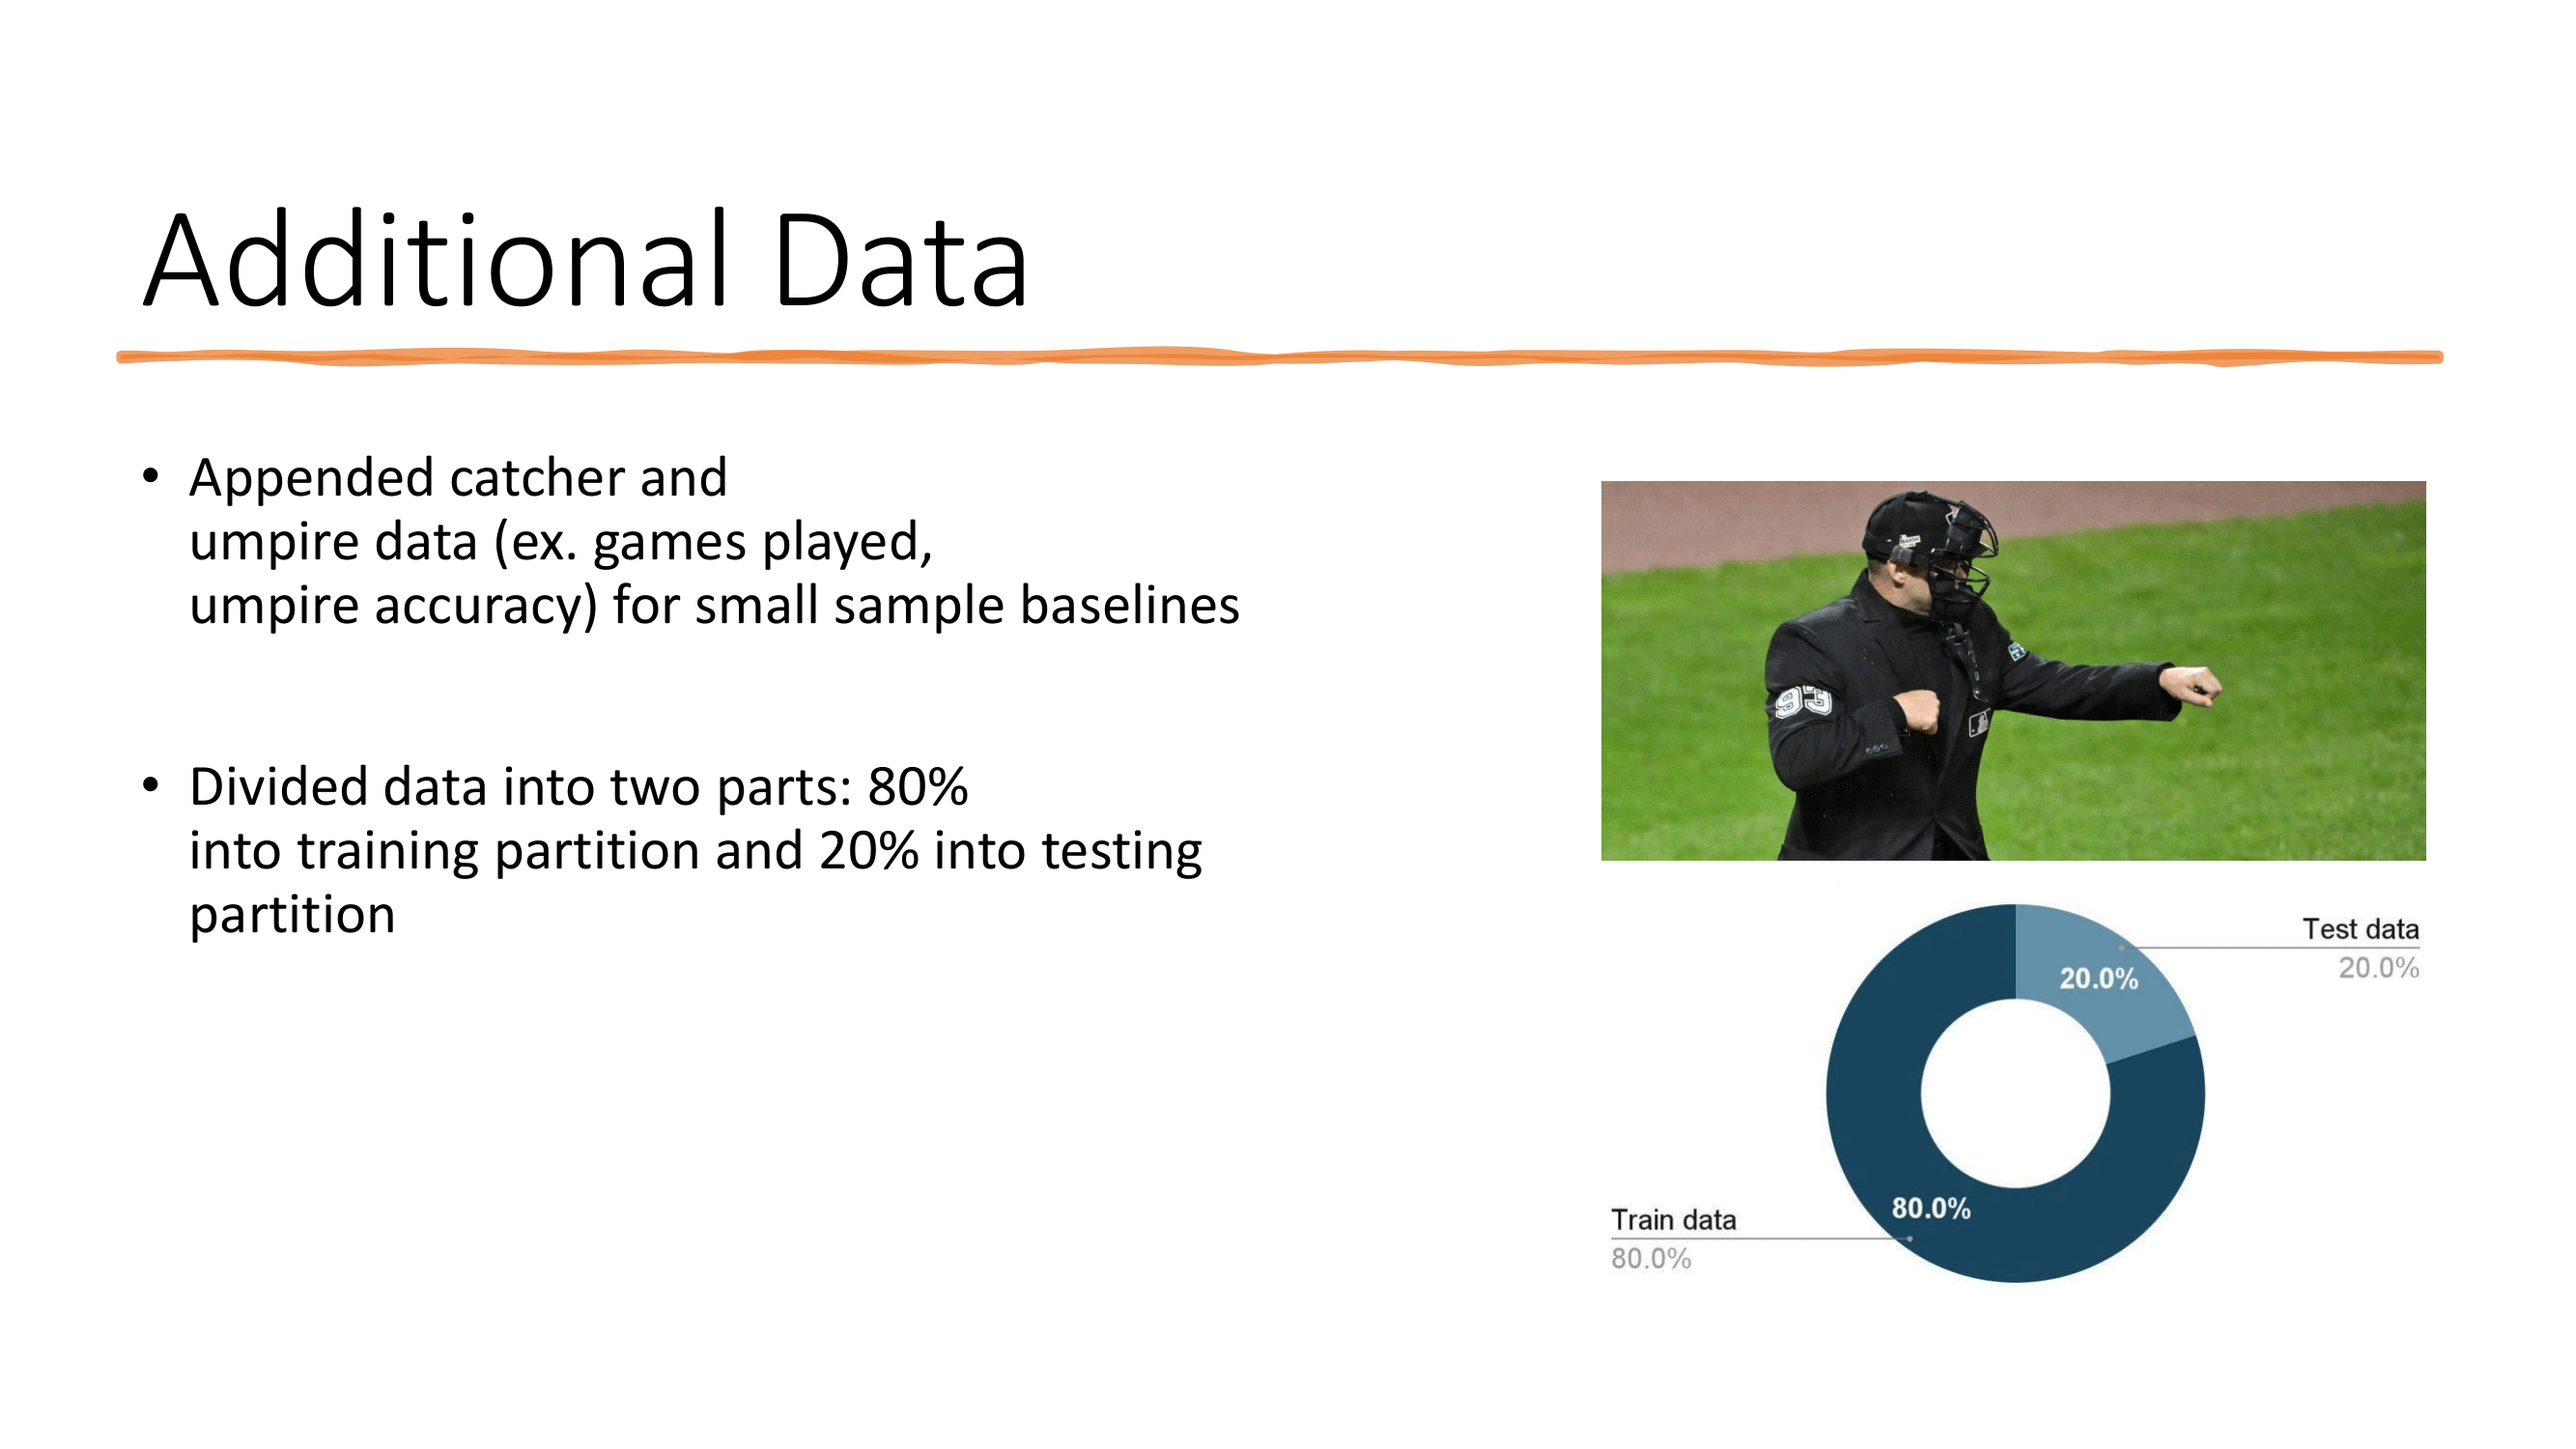 Additional Data
• Appended catcher and
umpire data (ex. games played,
umpire accuracy) for small sample baselines
• Divided data into two parts: 80%
into training partition and 20% into testing
partition
93
Test data
20.0%
20.0%
80.0%
Train data
80.0%